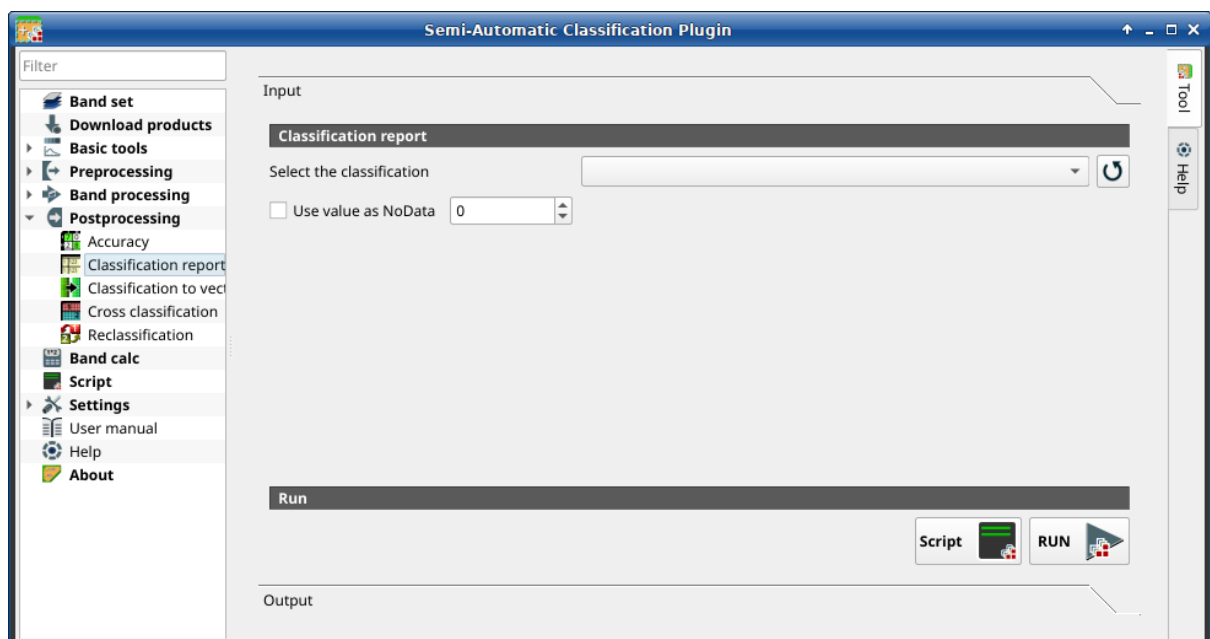 Semi-Automatic Classification Plugin
Filter
Band set
Download products
Basic tools
Preprocessing
Band processing
Postprocessing
Accuracy
Classification report
Classification to vect
Cross classification
Reclassification
Band calc
Script
Settings
User manual
Help
About
Input
Classification report
Select the classification
Use value as NoData 0
Run
Script RUN
Output
Tool
Help